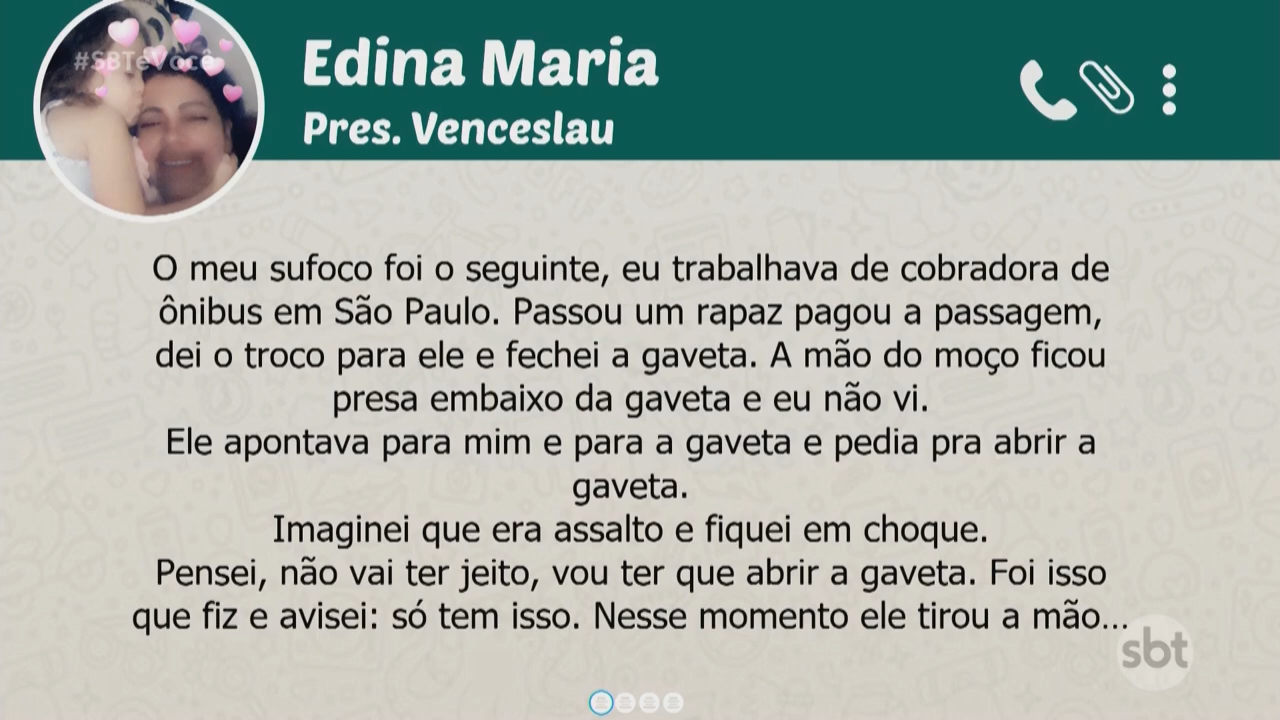 #SBTeVocê
Edina Maria
Pres. Venceslau
O meu sufoco foi o seguinte, eu trabalhava de cobradora de
ônibus em São Paulo. Passou um rapaz pagou a passagem,
dei o troco para ele e fechei a gaveta. A mão do moço ficou
presa embaixo da gaveta e eu não vi.
Ele apontava para mim e para a gaveta e pedia pra abrir a
gaveta.
Imaginei que era assalto e fiquei em choque.
Pensei, não vai ter jeito, vou ter que abrir a gaveta. Foi isso
que fiz e avisei: só tem isso. Nesse momento ele tirou a mão...
sbt